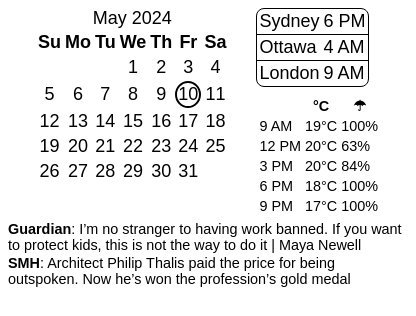 May 2024
Su Mo Tu We Th Fr Sa
1 2 3 4
5 6 7 8 9 10 11
12 13 14 15 16 17 18
19 20 21 22 23 24 25
26 27 28 29 30 31
Sydney 6 PM
Ottawa 4 AM
London 9 AM
°C ☂
9 AM 19°C 100%
12 PM 20°C 63%
3 PM 20°C 84%
6 PM 18°C 100%
9 PM 17°C 100%
Guardian: I’m no stranger to having work banned. If you want
to protect kids, this is not the way to do it | Maya Newell
SMH: Architect Philip Thalis paid the price for being
outspoken. Now he’s won the profession’s gold medal